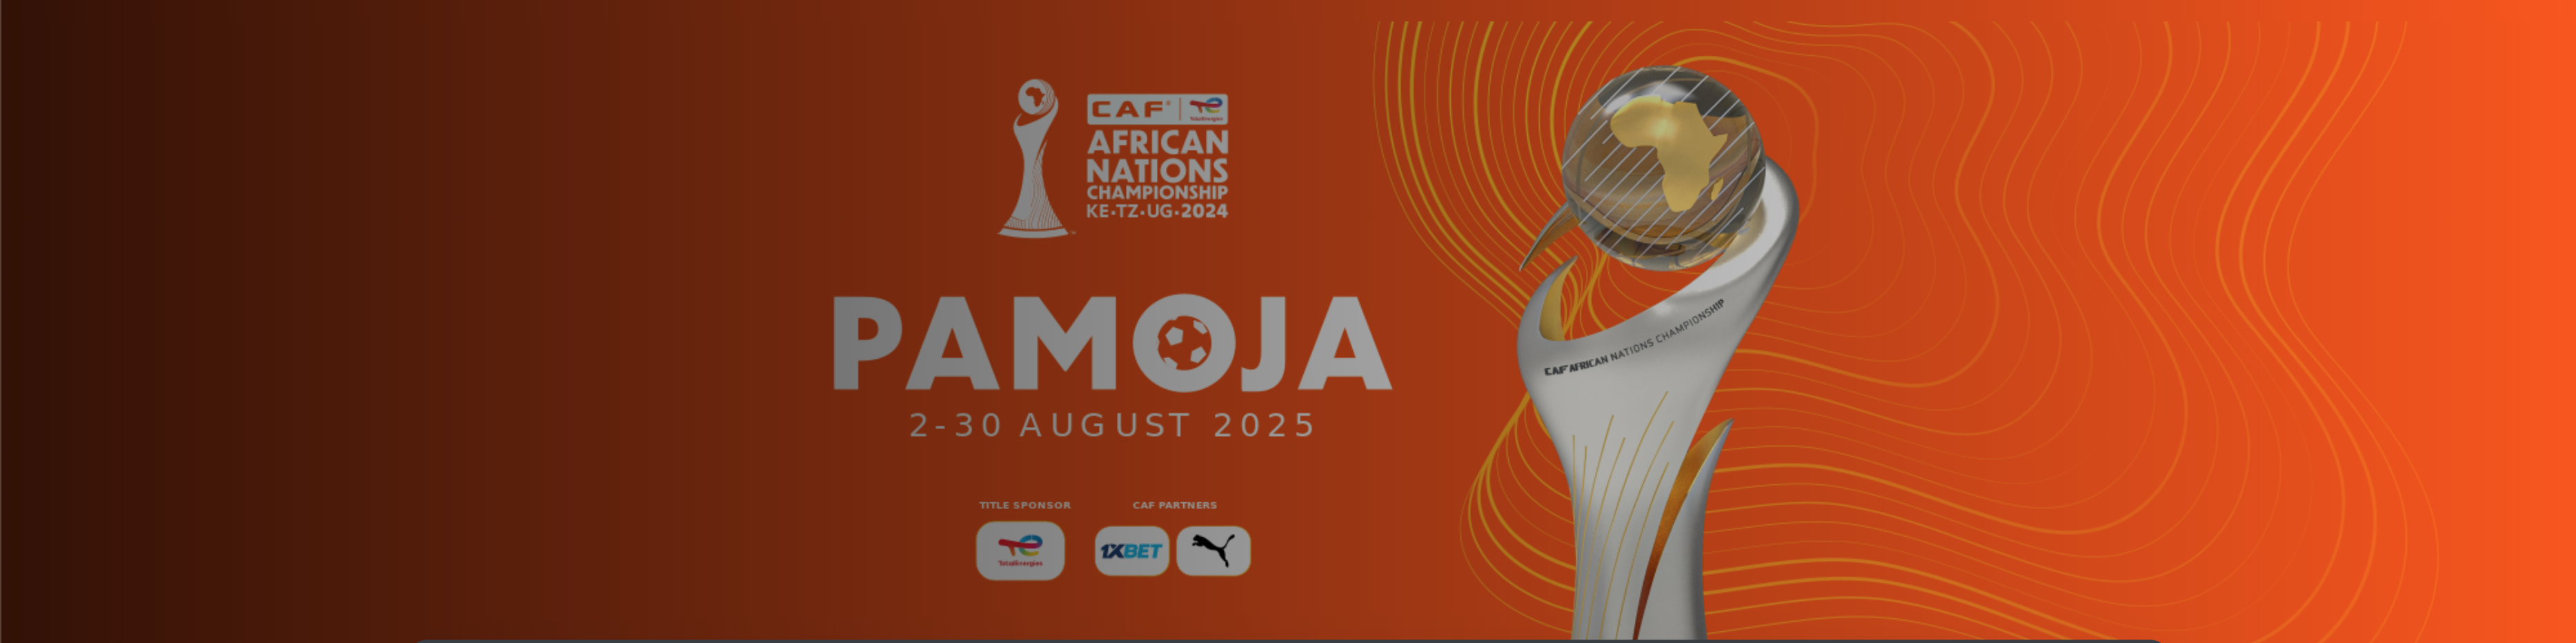 CAF
TotalEnergies
AFRICAN
NATIONS
CHAMPIONSHIP
KE·TZ·UG·2024
PAMOJA
2-30 AUGUST 2025
TITLE SPONSOR
CAF PARTNERS
TotalEnergies
1XBET
CAF AFRICAN NATIONS CHAMPIONSHIP